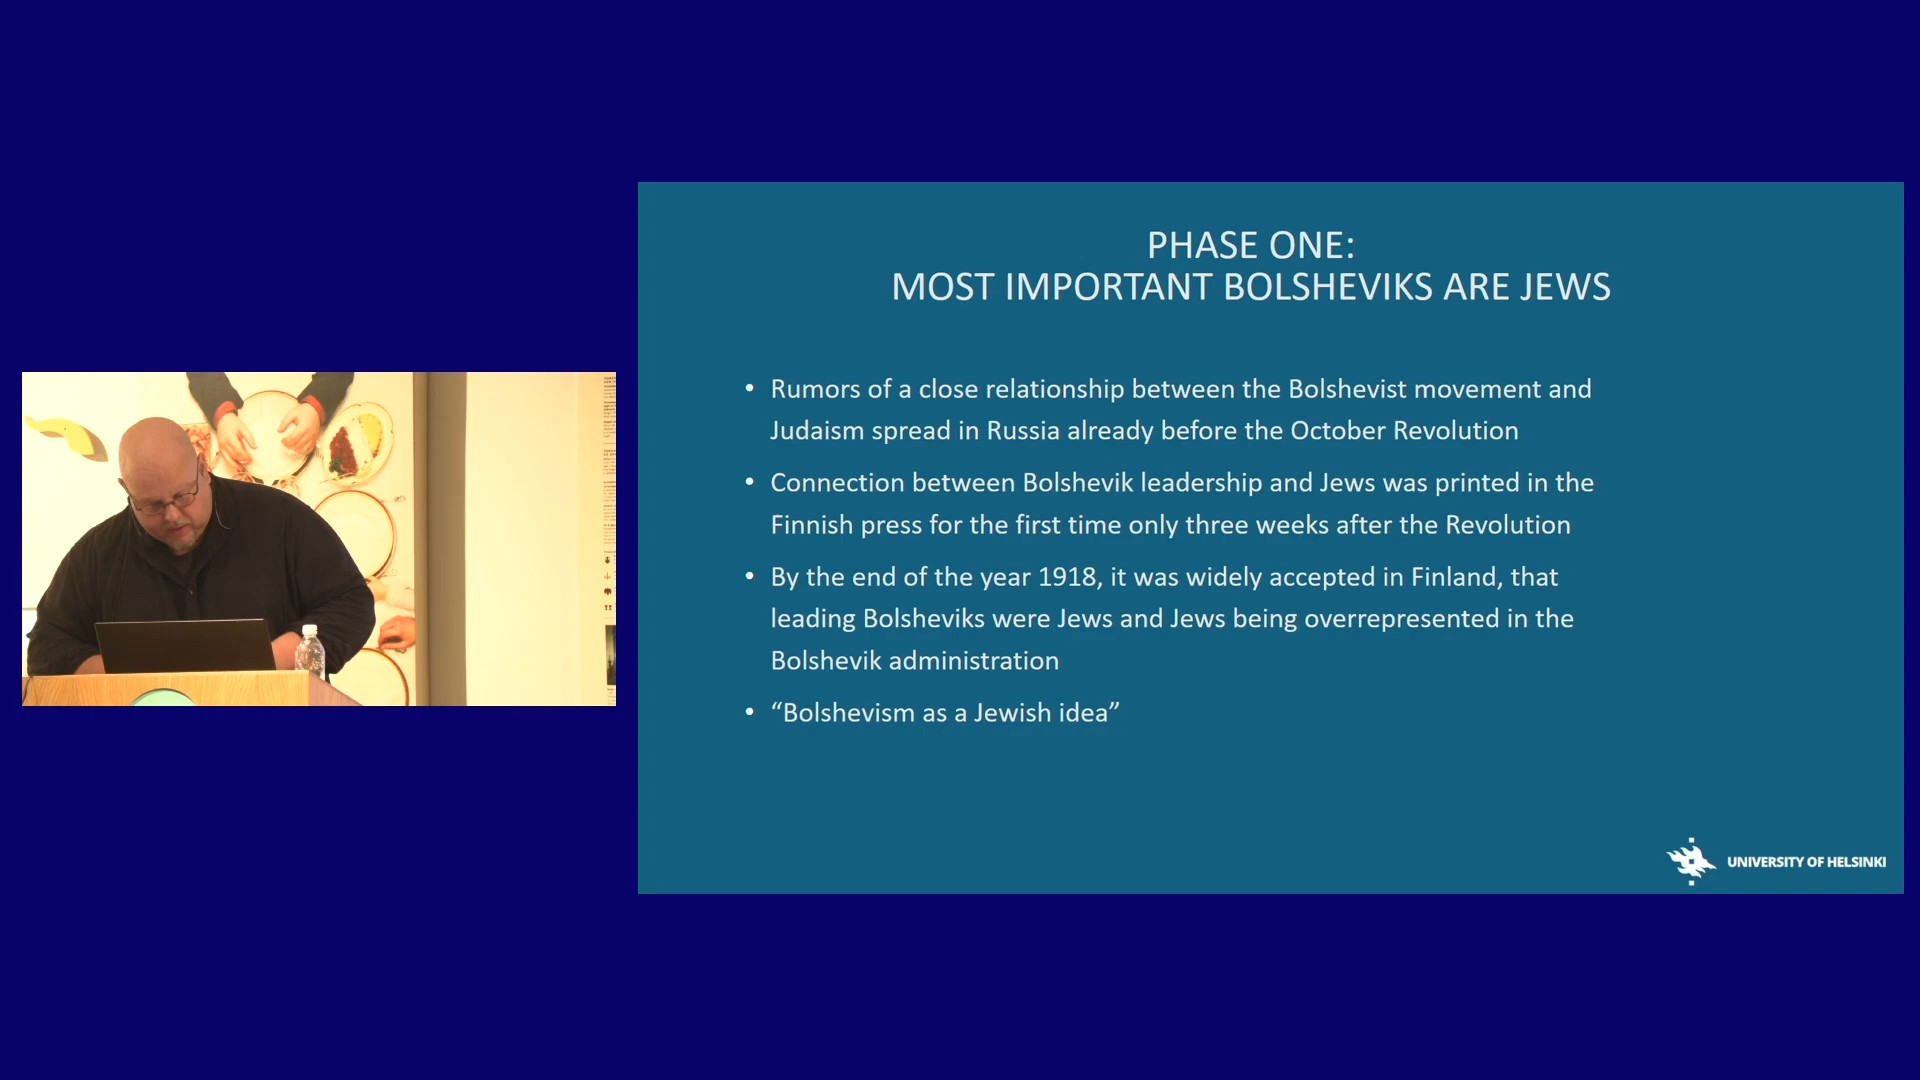 PHASE ONE:
MOST IMPORTANT BOLSHEVIKS ARE JEWS
• Rumors of a close relationship between the Bolshevist movement and
Judaism spread in Russia already before the October Revolution
• Connection between Bolshevik leadership and Jews was printed in the
Finnish press for the first time only three weeks after the Revolution
• By the end of the year 1918, it was widely accepted in Finland, that
leading Bolsheviks were Jews and Jews being overrepresented in the
Bolshevik administration
• “Bolshevism as a Jewish idea”
UNIVERSITY OF HELSINKI